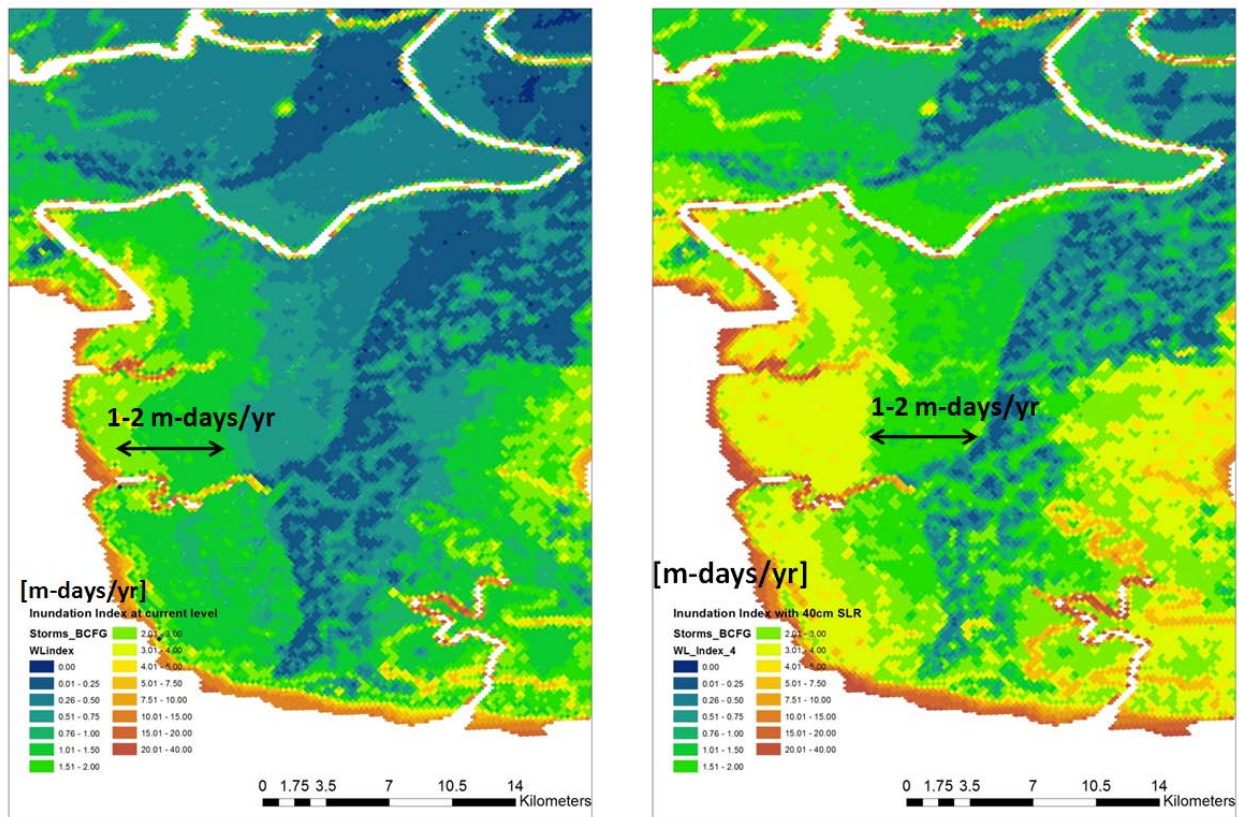 1-2 m-days/yr
[m-days/yr]
Inundation Index at current level
Storms_BCFG
WLindex
0.00
0.01 - 0.25
0.26 - 0.50
0.51 - 0.75
0.76 - 1.00
1.01 - 1.50
1.51 - 2.00
2.01 - 3.00
3.01 - 4.00
4.01 - 5.00
5.01 - 7.50
7.51 - 10.00
10.01 - 15.00
15.01 - 20.00
20.01 - 40.00
0 1.75 3.5 7 10.5 14
Kilometers
1-2 m-days/yr
[m-days/yr]
Inundation Index with 40cm SLR
Storms_BCFG
WL_Index_4
0.00
0.01 - 0.25
0.26 - 0.50
0.51 - 0.75
0.76 - 1.00
1.01 - 1.50
1.51 - 2.00
2.01 - 3.00
3.01 - 4.00
4.01 - 5.00
5.01 - 7.50
7.51 - 10.00
10.01 - 15.00
15.01 - 20.00
20.01 - 40.00
0 1.75 3.5 7 10.5 14
Kilometers